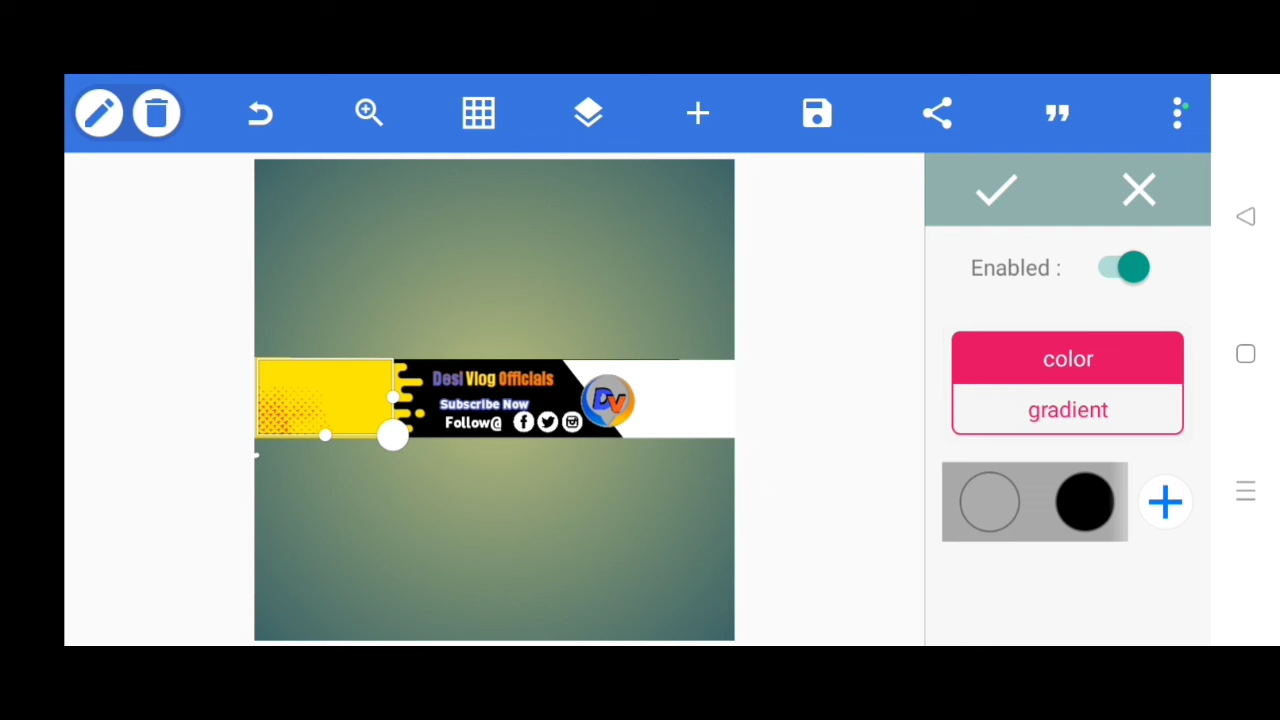 Enabled :
color
gradient
Desi Vlog Officials
Subscribe Now
Follow@
DV